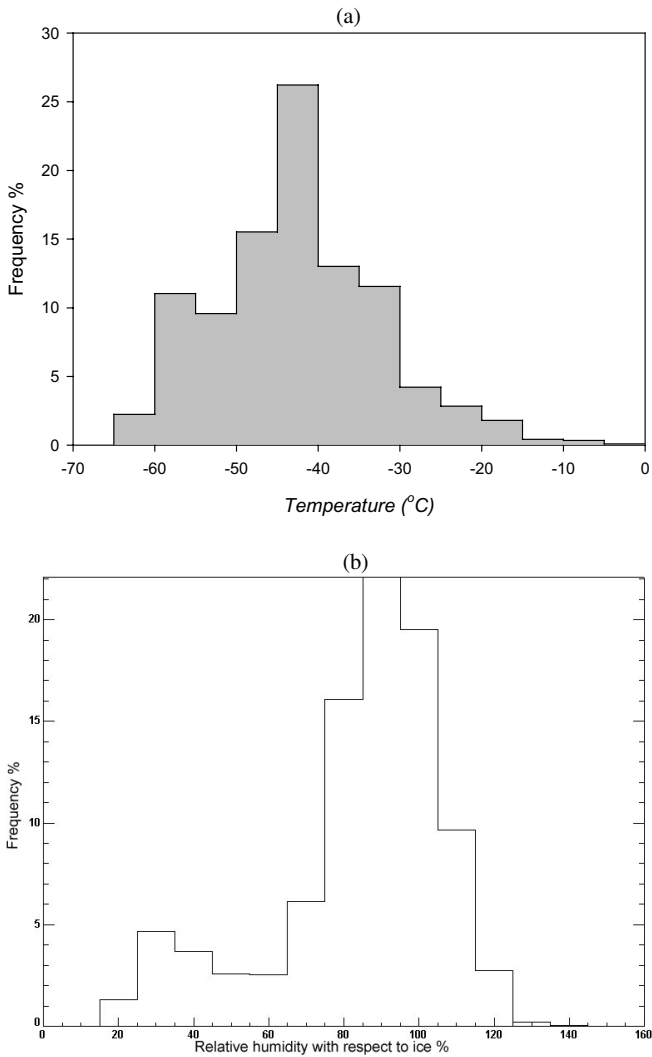 (a)
30
25
20
15
10
5
0
Frequency %
-70 -60 -50 -40 -30 -20 -10 0
Temperature (°C)
(b)
20
15
10
5
0
Frequency %
0 20 40 60 80 100 120 140 160
Relative humidity with respect to ice %